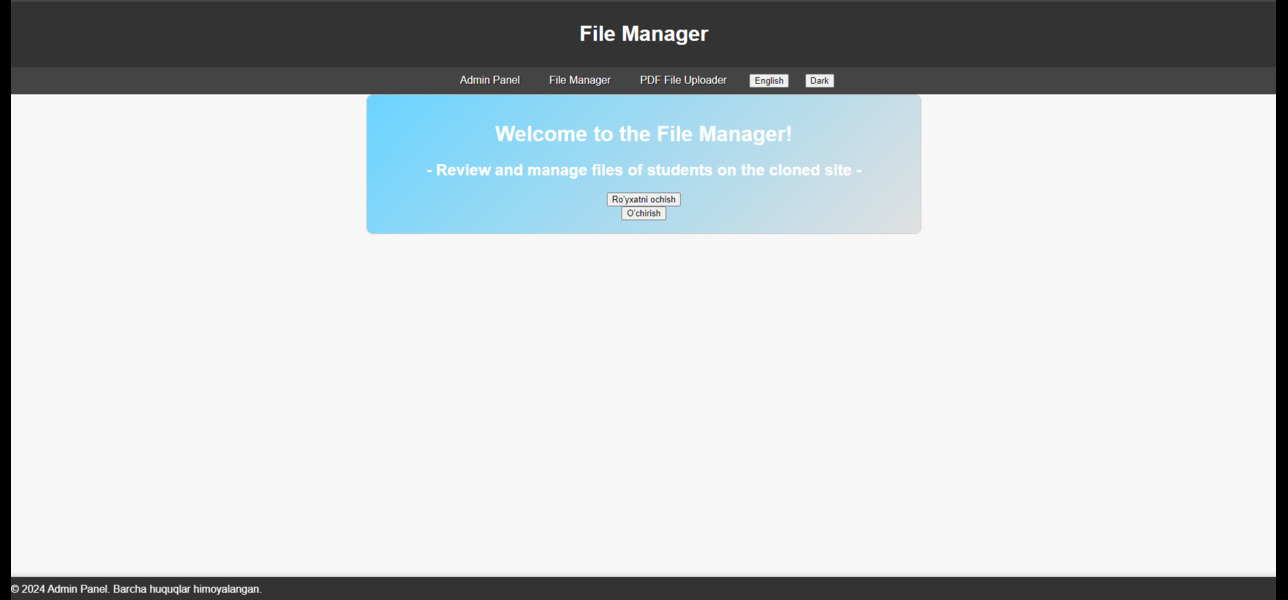 File Manager
Admin Panel File Manager PDF File Uploader English Dark
Welcome to the File Manager!
- Review and manage files of students on the cloned site -
Ro'yxatni ochish
O'chirish
© 2024 Admin Panel. Barcha huquqlar himoyalangan.